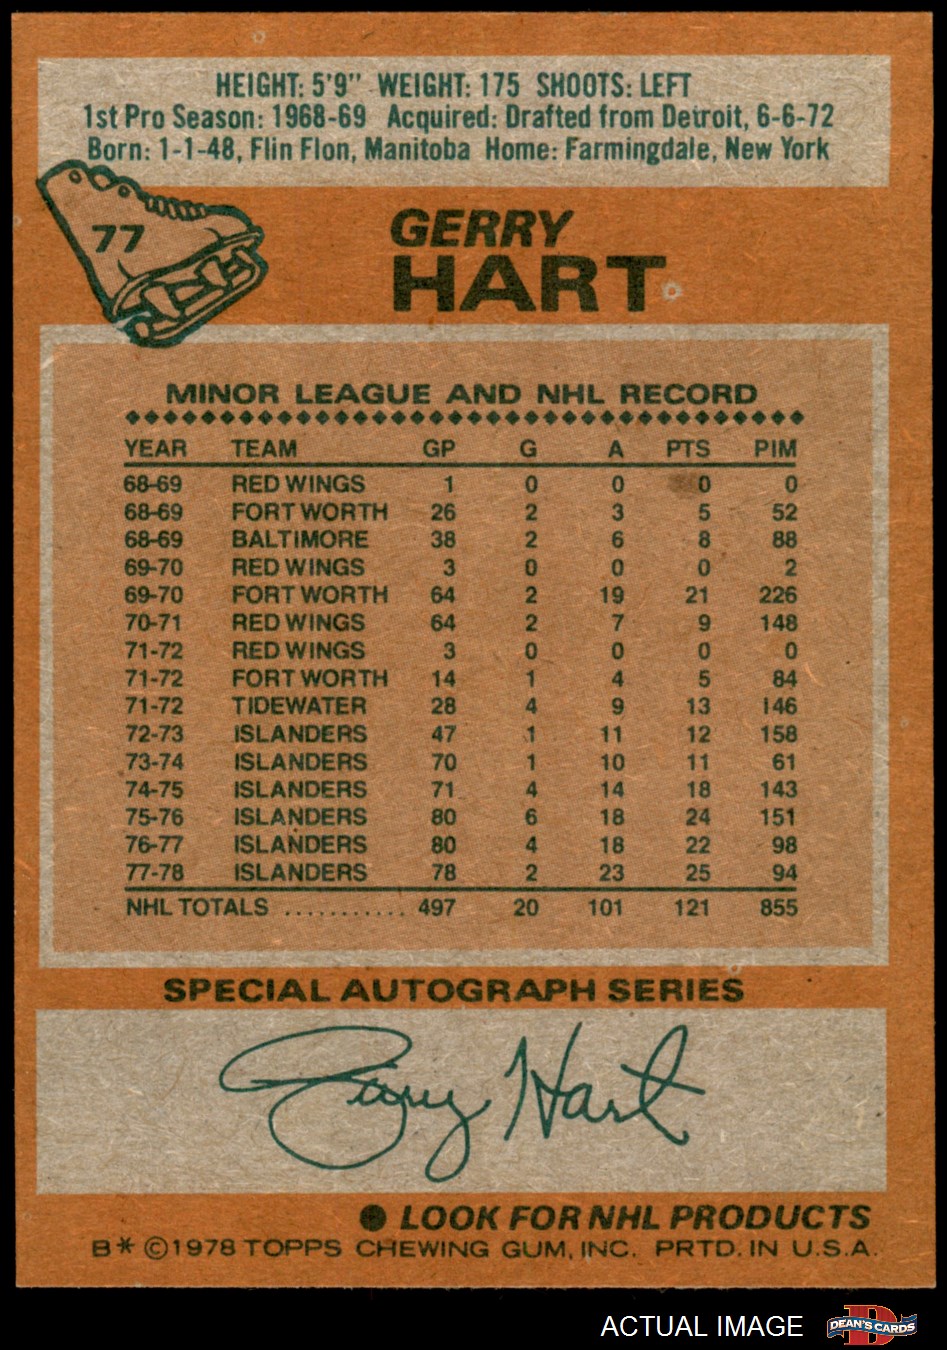 HEIGHT: 5'9" WEIGHT: 175 SHOOTS: LEFT
1st Pro Season: 1968-69 Acquired: Drafted from Detroit, 6-6-72
Born: 1-1-48, Flin Flon, Manitoba Home: Farmingdale, New York
77
GERRY
HART
MINOR LEAGUE AND NHL RECORD
YEAR TEAM GP G A PTS PIM
68-69 RED WINGS 1 0 0 0 0
68-69 FORT WORTH 26 2 3 5 52
68-69 BALTIMORE 38 2 6 8 88
69-70 RED WINGS 3 0 0 0 2
69-70 FORT WORTH 64 2 19 21 226
70-71 RED WINGS 64 2 7 9 148
71-72 RED WINGS 3 0 0 0 0
71-72 FORT WORTH 14 1 4 5 84
71-72 TIDEWATER 28 4 9 13 146
72-73 ISLANDERS 47 1 11 12 158
73-74 ISLANDERS 70 1 10 11 61
74-75 ISLANDERS 71 4 14 18 143
75-76 ISLANDERS 80 6 18 24 151
76-77 ISLANDERS 80 4 18 22 98
77-78 ISLANDERS 78 2 23 25 94
NHL TOTALS ........... 497 20 101 121 855
SPECIAL AUTOGRAPH SERIES
Gerry Hart
● LOOK FOR NHL PRODUCTS
B* ©1978 TOPPS CHEWING GUM, INC. PRTD. IN U.S.A.
ACTUAL IMAGE
D
DEAN'S CARDS